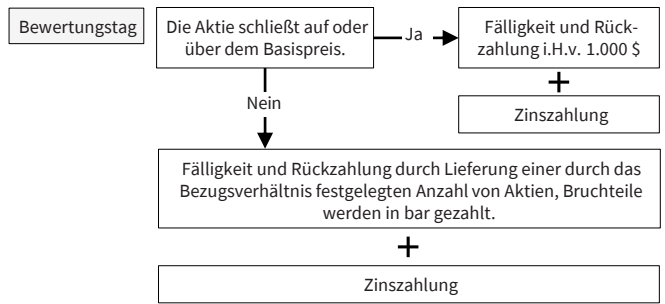 Bewertungstag
Die Aktie schließt auf oder
über dem Basispreis.
Ja
Fälligkeit und Rück-
zahlung i.H.v. 1.000 $
+
Zinszahlung
Nein
Fälligkeit und Rückzahlung durch Lieferung einer durch das
Bezugsverhältnis festgelegten Anzahl von Aktien, Bruchteile
werden in bar gezahlt.
+
Zinszahlung